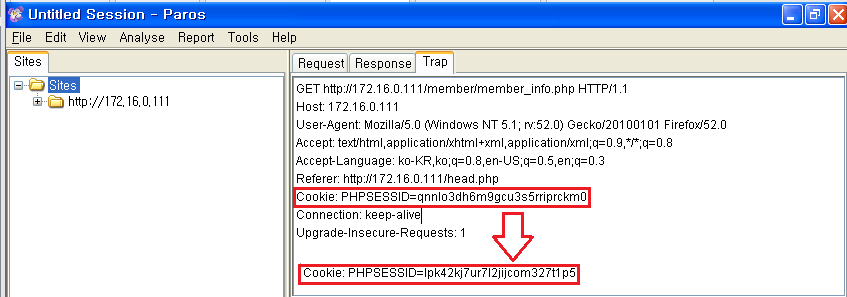 Untitled Session - Paros
File Edit View Analyse Report Tools Help
Sites
Sites
http://172.16.0.111
Request Response Trap
GET http://172.16.0.111/member/member_info.php HTTP/1.1
Host: 172.16.0.111
User-Agent: Mozilla/5.0 (Windows NT 5.1; rv:52.0) Gecko/20100101 Firefox/52.0
Accept: text/html,application/xhtml+xml,application/xml;q=0.9,*/*;q=0.8
Accept-Language: ko-KR,ko;q=0.8,en-US;q=0.5,en;q=0.3
Referer: http://172.16.0.111/head.php
Cookie: PHPSESSID=qnnlo3dh6m9gcu3s5rriprckm0
Connection: keep-alive
Upgrade-Insecure-Requests: 1
Cookie: PHPSESSID=lpk42kj7ur7l2jijcom327t1p5